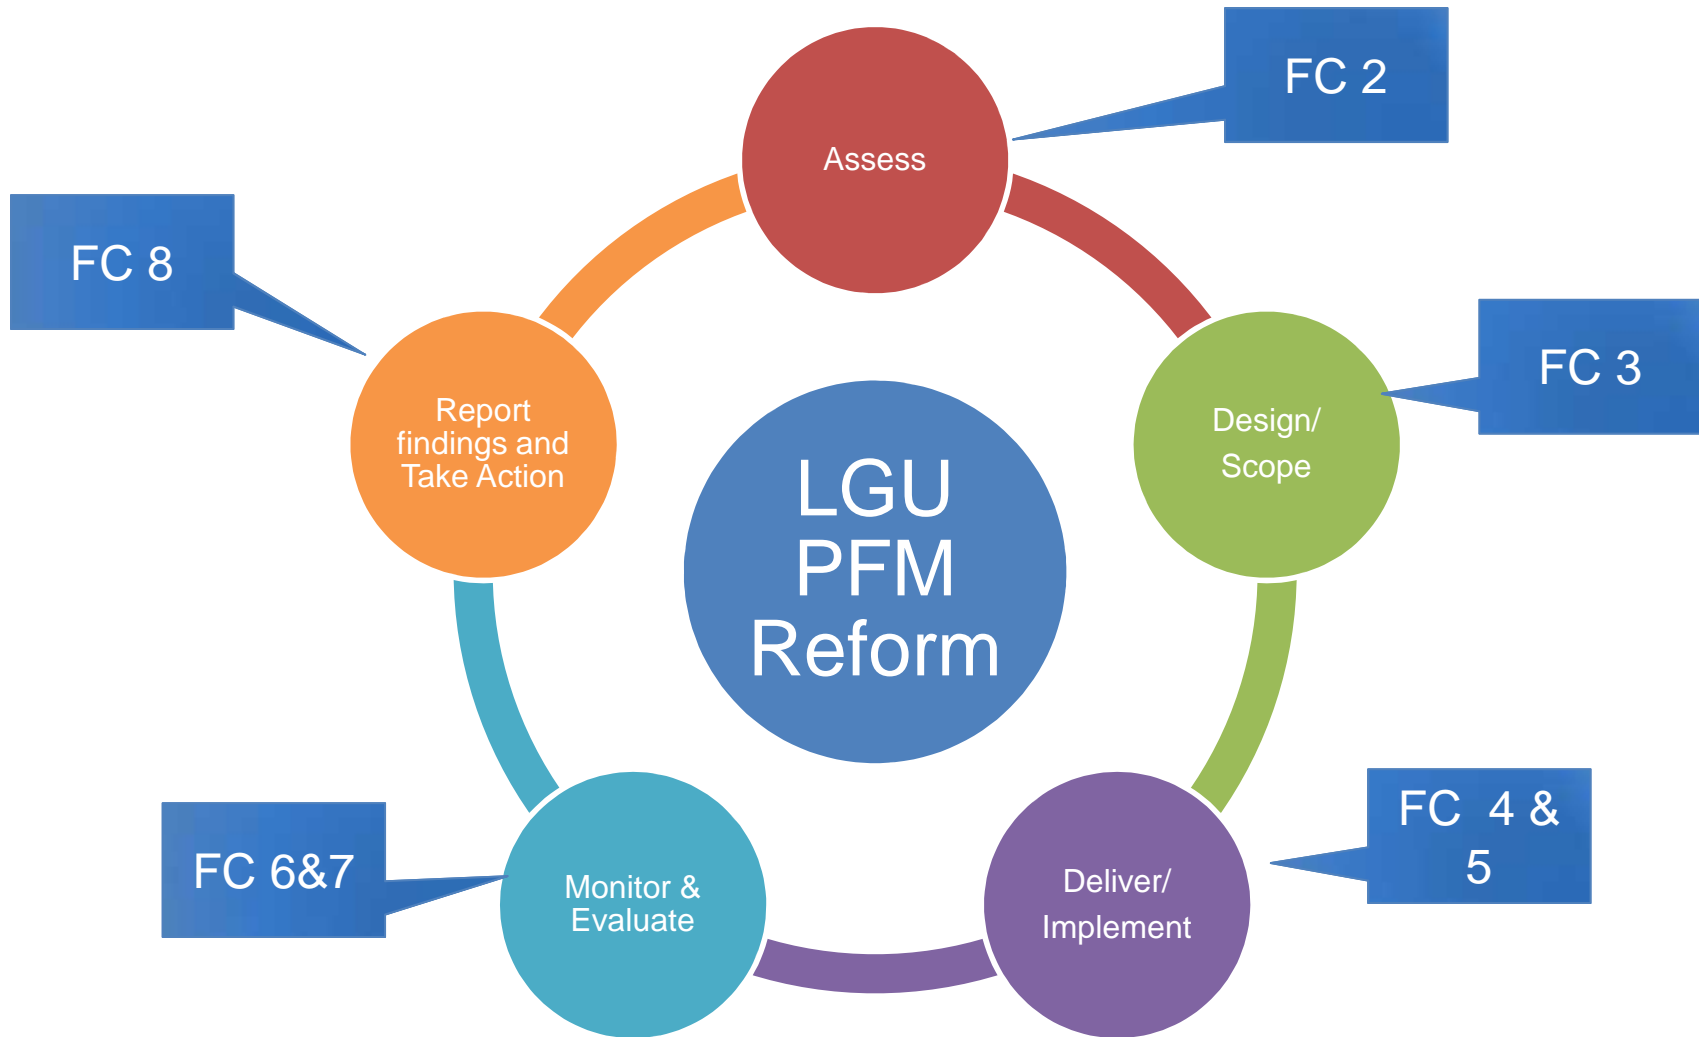 FC 2
Assess
FC 8
FC 3
Report
findings and
Take Action
Design/
Scope
LGU
PFM
Reform
FC 4 &
5
FC 6&7
Monitor &
Evaluate
Deliver/
Implement